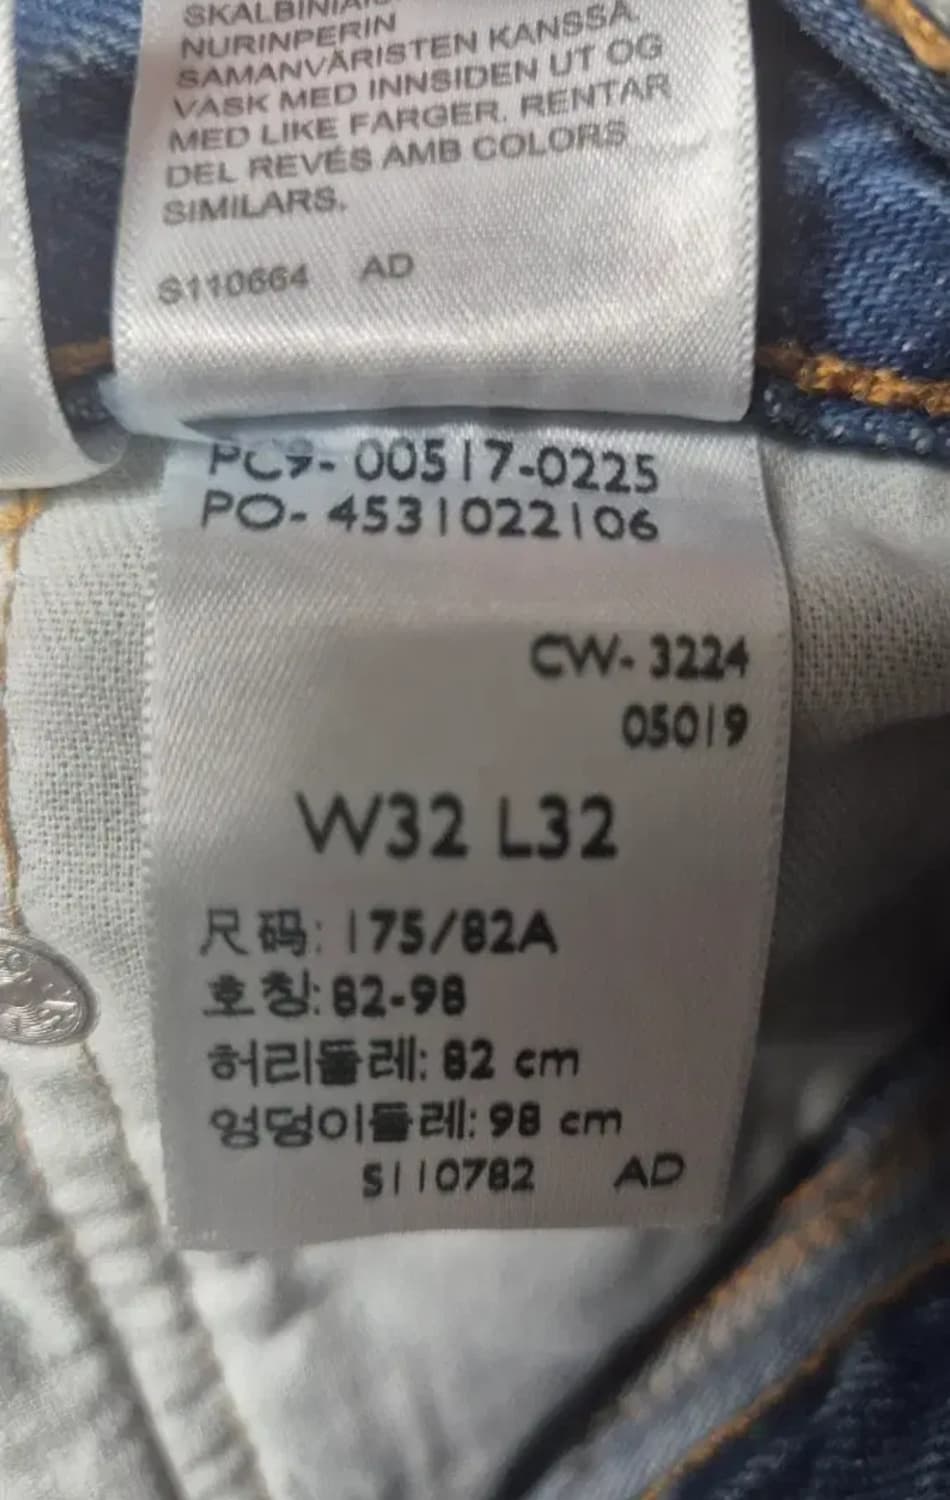 NURINPERIN
SAMANVÄRISTEN KANSSA.
VASK MED INNSIDEN UT OG
MED LIKE FARGER. RENTAR
DEL REVÉS AMB COLORS
SIMILARS.
S110664 AD
PC9- 00517-0225
PO- 4531022106
CW- 3224
05019
W32 L32
尺码: 175/82A
호칭: 82-98
허리둘레: 82 cm
엉덩이둘레: 98 cm
S110782 AD